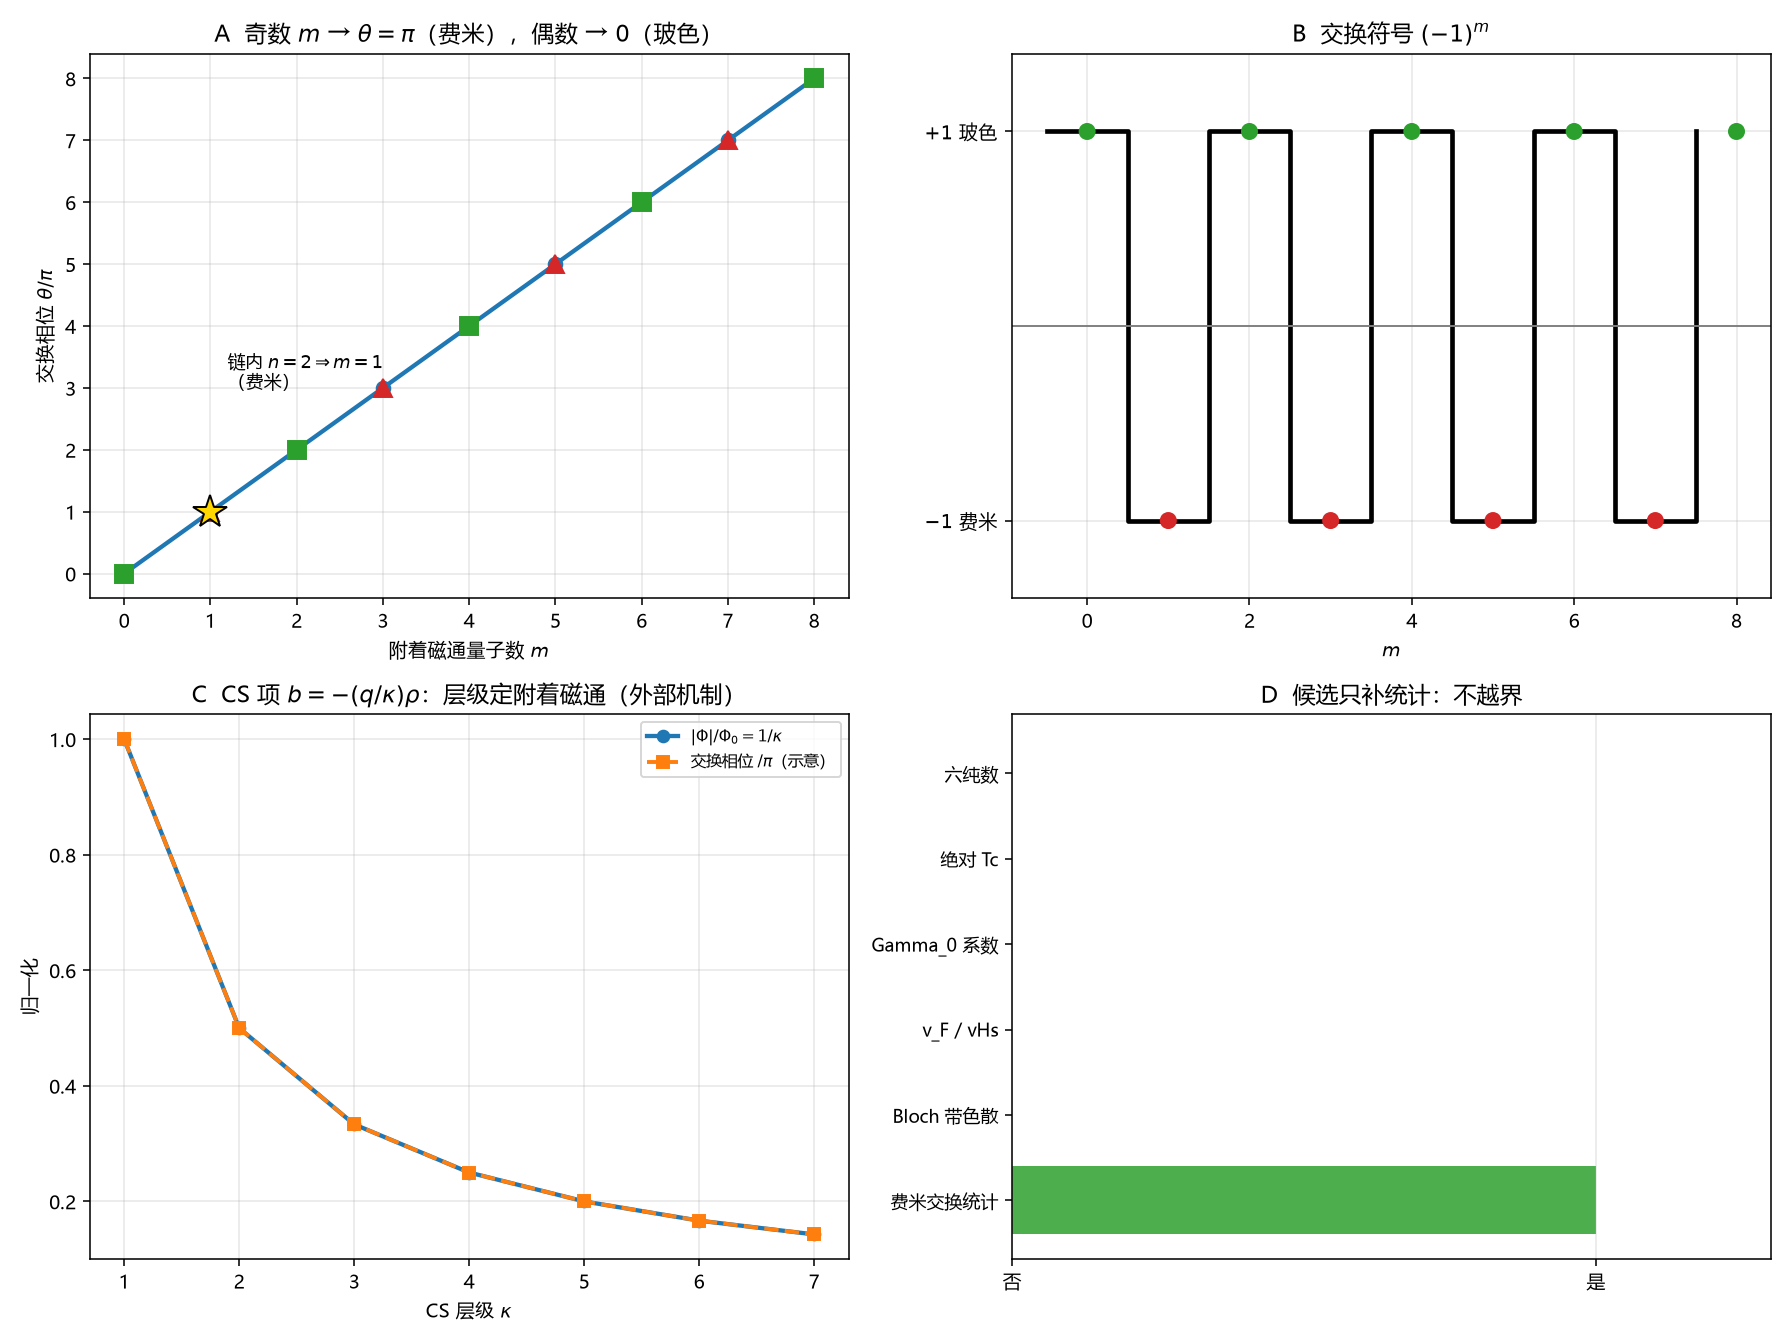 A 奇数 m → θ = π（费米），偶数 → 0（玻色）
8
7
6
5
4
3
2
1
0
交换相位 θ/π
链内 n = 2 ⇒ m = 1
（费米）
0 1 2 3 4 5 6 7 8
附着磁通量子数 m
B 交换符号 (−1)^m
+1 玻色
−1 费米
0 2 4 6 8
m
C CS 项 b = −(q/κ)ρ：层级定附着磁通（外部机制）
1.0
0.8
0.6
0.4
0.2
归一化
|Φ|/Φ₀ = 1/κ
交换相位 /π（示意）
1 2 3 4 5 6 7
CS 层级 κ
D 候选只补统计：不越界
六纯数
绝对 Tc
Gamma_0 系数
v_F / vHs
Bloch 带色散
费米交换统计
否 是